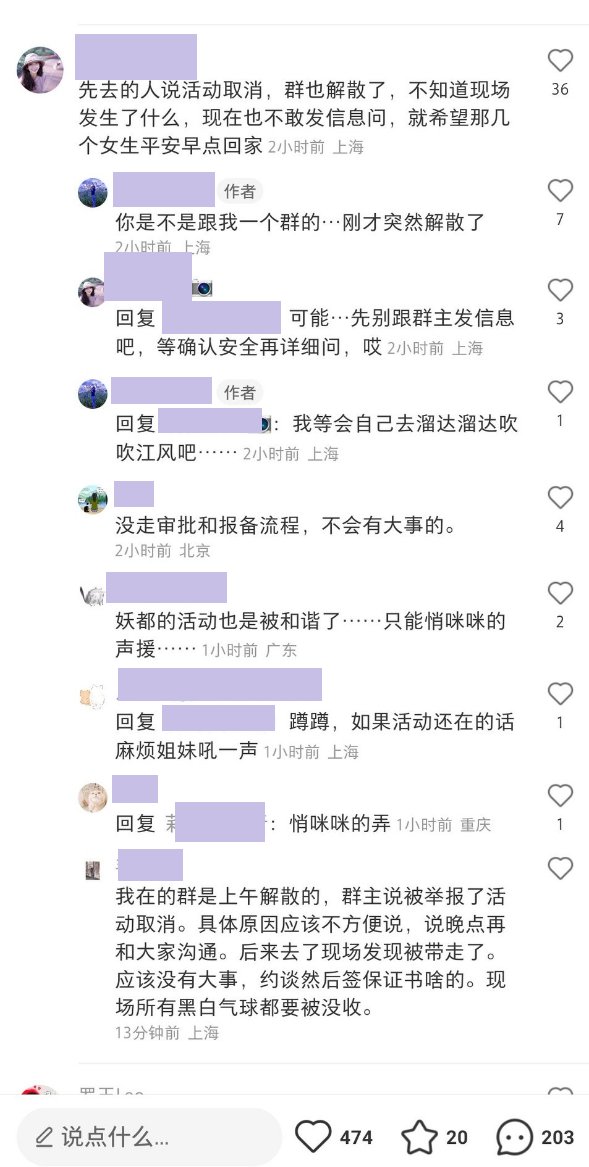 先去的人说活动取消，群也解散了，不知道现场
发生了什么，现在也不敢发信息问，就希望那几
个女生平安早点回家 2小时前 上海
36
作者
你是不是跟我一个群的…刚才突然解散了
2小时前 上海
7
回复 可能…先别跟群主发信息
吧，等确认安全再详细问，哎 2小时前 上海
3
作者
回复 ：我等会自己去溜达溜达吹
吹江风吧…… 2小时前 上海
1
没走审批和报备流程，不会有大事的。
2小时前 北京
4
妖都的活动也是被和谐了……只能悄咪咪的
声援…… 1小时前 广东
2
回复 蹲蹲，如果活动还在的话
麻烦姐妹吼一声 1小时前 上海
1
回复 ：悄咪咪的弄 1小时前 重庆
1
我在的群是上午解散的，群主说被举报了活
动取消。具体原因应该不方便说，说晚点再
和大家沟通。后来去了现场发现被带走了。
应该没有大事，约谈然后签保证书啥的。现
场所有黑白气球都要被没收。
13分钟前 上海
说点什么... 474 20 203